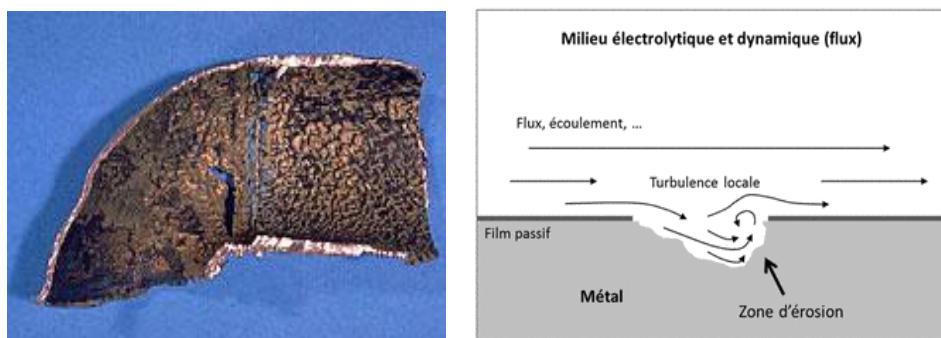 Milieu électrolytique et dynamique (flux)
Flux, écoulement, ...
Turbulence locale
Film passif
Métal
Zone d'érosion